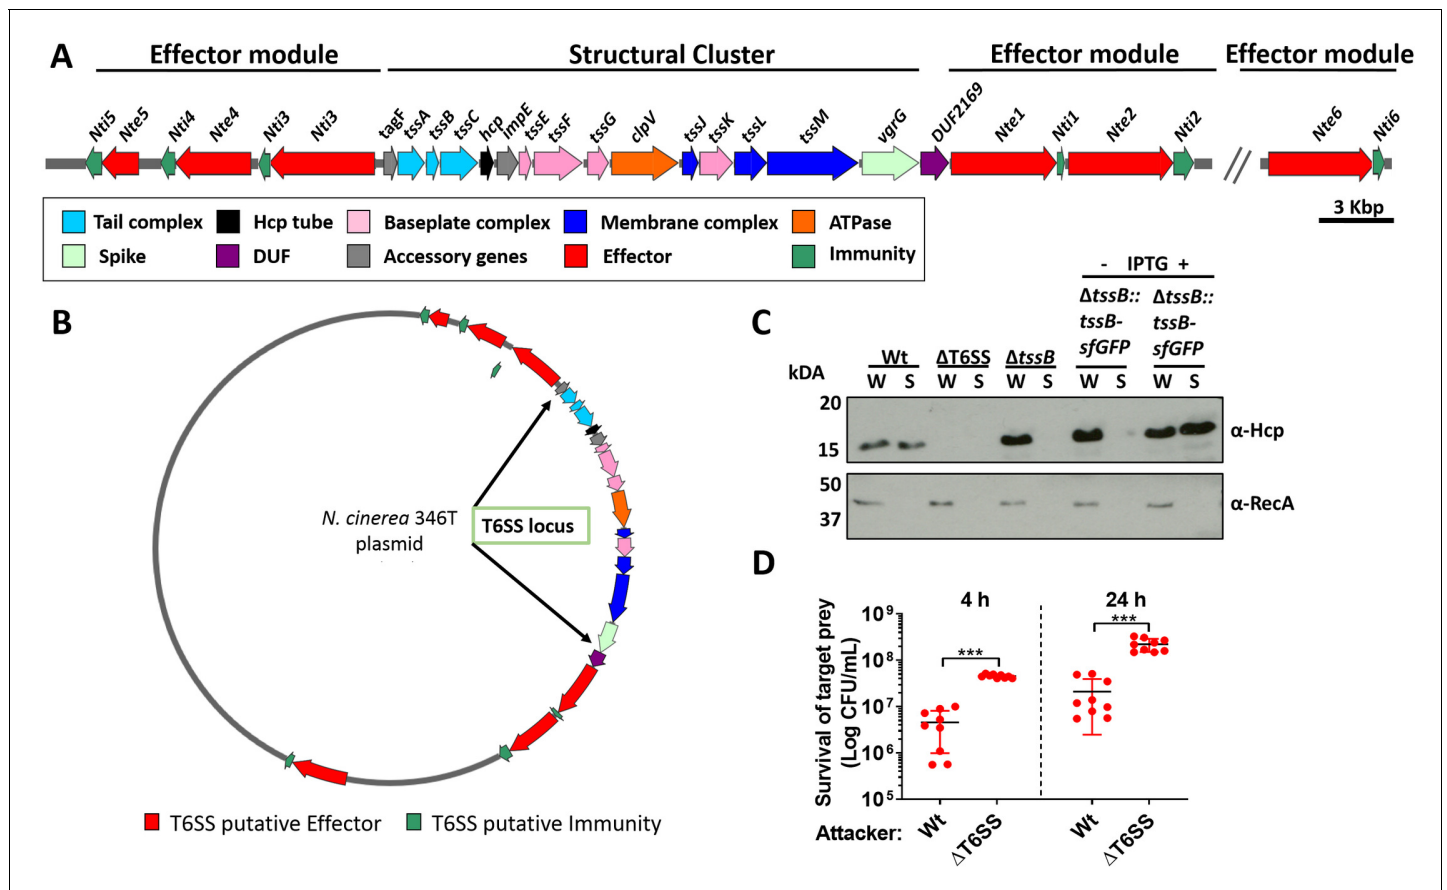 A
Effector module
Structural Cluster
Effector module
Effector module
Nti5 Nte5 Nti4 Nte4 Nti3 Nti3 tagF tssA tssB tssC hcp ImpE tssE tssF tssG clpV tssJ tssK tssL tssM vgrG DUF2169 Nte1 Nti1 Nte2 Nti2 Nte6 Nti6
3 Kbp
Tail complex Hcp tube Baseplate complex Membrane complex ATPase
Spike DUF Accessory genes Effector Immunity
B
N. cinerea 346T
plasmid
T6SS locus
T6SS putative Effector T6SS putative Immunity
C
- IPTG +
ΔtssB:: ΔtssB::
tssB- tssB-
sfGFP sfGFP
Wt ΔT6SS ΔtssB
kDA
W S W S W S W S W S
20
15
α-Hcp
50
37
α-RecA
D
Survival of target prey
(Log CFU/mL)
4 h 24 h
10⁹
10⁸
10⁷
10⁶
10⁵
*** ***
Attacker: Wt ΔT6SS Wt ΔT6SS